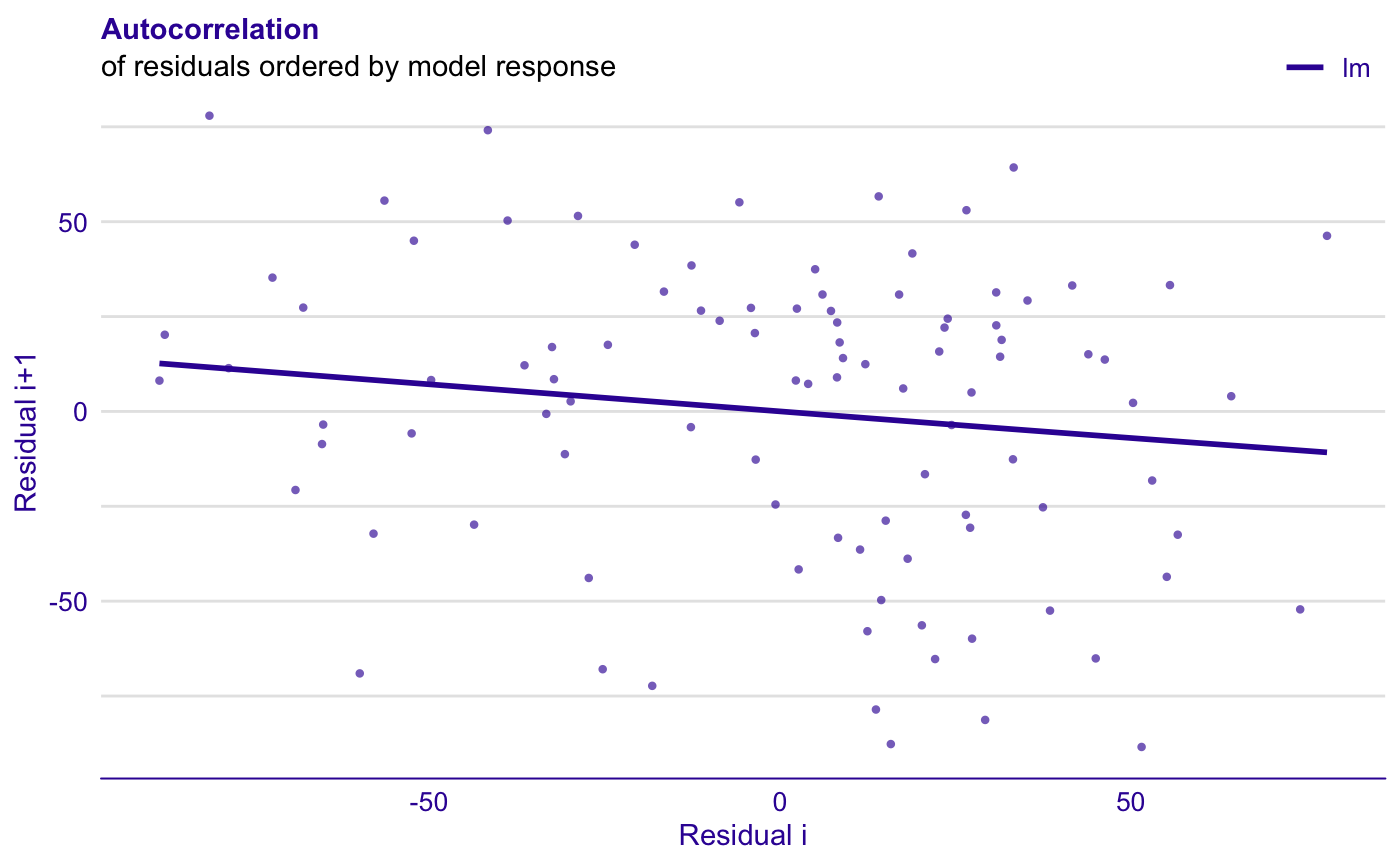 Autocorrelation
of residuals ordered by model response
lm
Residual i+1
50
0
-50
-50
0
50
Residual i